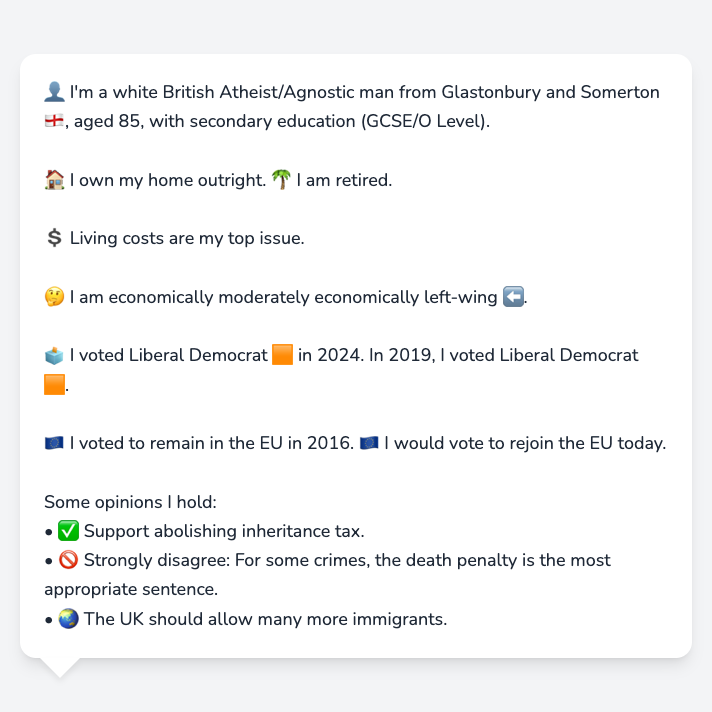 👤 I'm a white British Atheist/Agnostic man from Glastonbury and Somerton
🏴󠁧󠁢󠁥󠁮󠁧󠁿, aged 85, with secondary education (GCSE/O Level).
🏠 I own my home outright. 🌴 I am retired.
💲 Living costs are my top issue.
🤔 I am economically moderately economically left-wing ⬅️.
🗳️ I voted Liberal Democrat 🟧 in 2024. In 2019, I voted Liberal Democrat
🟧.
🇪🇺 I voted to remain in the EU in 2016. 🇪🇺 I would vote to rejoin the EU today.
Some opinions I hold:
• ✅ Support abolishing inheritance tax.
• 🚫 Strongly disagree: For some crimes, the death penalty is the most
appropriate sentence.
• 🌏 The UK should allow many more immigrants.